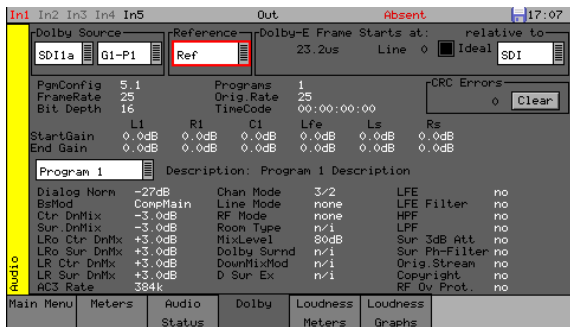 In1 In2 In3 In4 In5 Out Absent 17:07
Dolby Source Reference Dolby-E Frame Starts at: relative to
SDI1a G1-P1 Ref 23.2us Line 0 Ideal SDI
PgmConfig 5.1 Programs 1 CRC Errors
FrameRate 25 Orig.Rate 25 0 Clear
Bit Depth 16 TimeCode 00:00:00:00
L1 R1 C1 Lfe Ls Rs
StartGain 0.0dB 0.0dB 0.0dB 0.0dB 0.0dB 0.0dB
End Gain 0.0dB 0.0dB 0.0dB 0.0dB 0.0dB 0.0dB
Program 1 Description: Program 1 Description
Dialog Norm -27dB Chan Mode 3/2 LFE no
BsMod CompMain Line Mode none LFE Filter no
Ctr DnMix -3.0dB RF Mode none HPF no
Sur.DnMix -3.0dB Room Type n/i LPF no
LRo Ctr DnMx +3.0dB MixLevel 80dB Sur 3dB Att no
LRo Sur DnMx +3.0dB Dolby Surnd n/i Sur Ph-Filter no
LR Ctr DnMx +3.0dB DownMixMod n/i Orig.Stream no
LR Sur DnMx +3.0dB D Sur Ex n/i Copyright no
AC3 Rate 384k RF Ov Prot. no
Audio
Main Menu Meters Audio Dolby Loudness Loudness
Status Meters Graphs